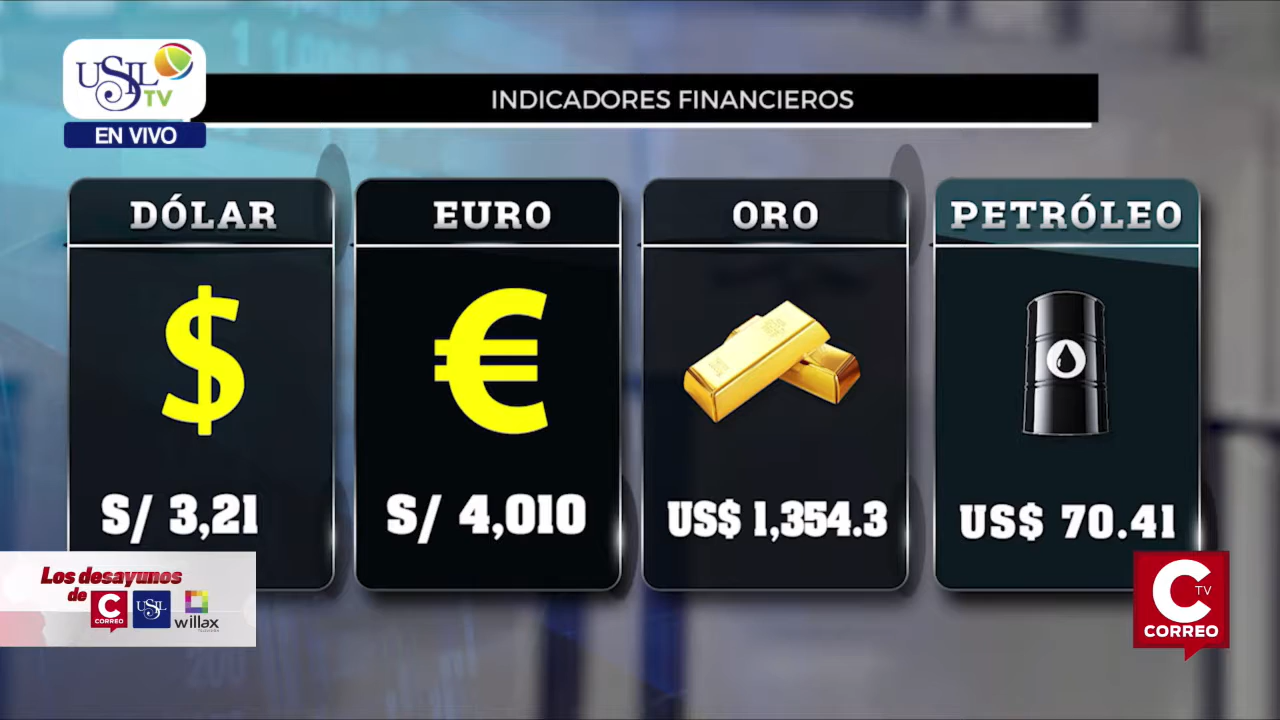 USIL
TV
EN VIVO
INDICADORES FINANCIEROS
DÓLAR
EURO
ORO
PETRÓLEO
$
€
S/ 3,21
S/ 4,010
US$ 1,354.3
US$ 70.41
Los desayunos
de
C
CORREO
USIL
willax
C
TV
CORREO